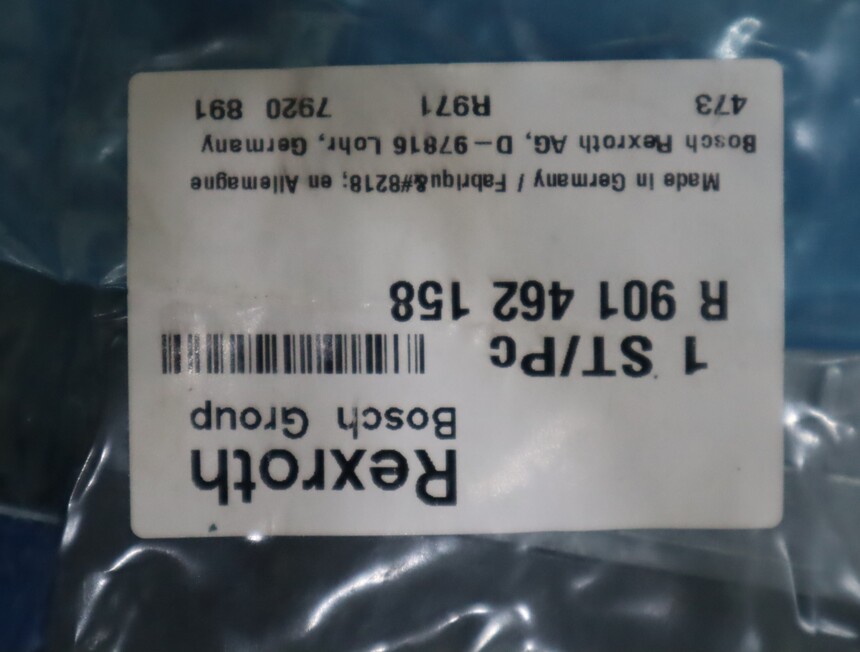 Rexroth
Bosch Group
1 ST/Pc
R 901 462 158
Made in Germany / Fabriqu&#8218; en Allemagne
Bosch Rexroth AG, D-97816 Lohr, Germany
473 R971 7920 891